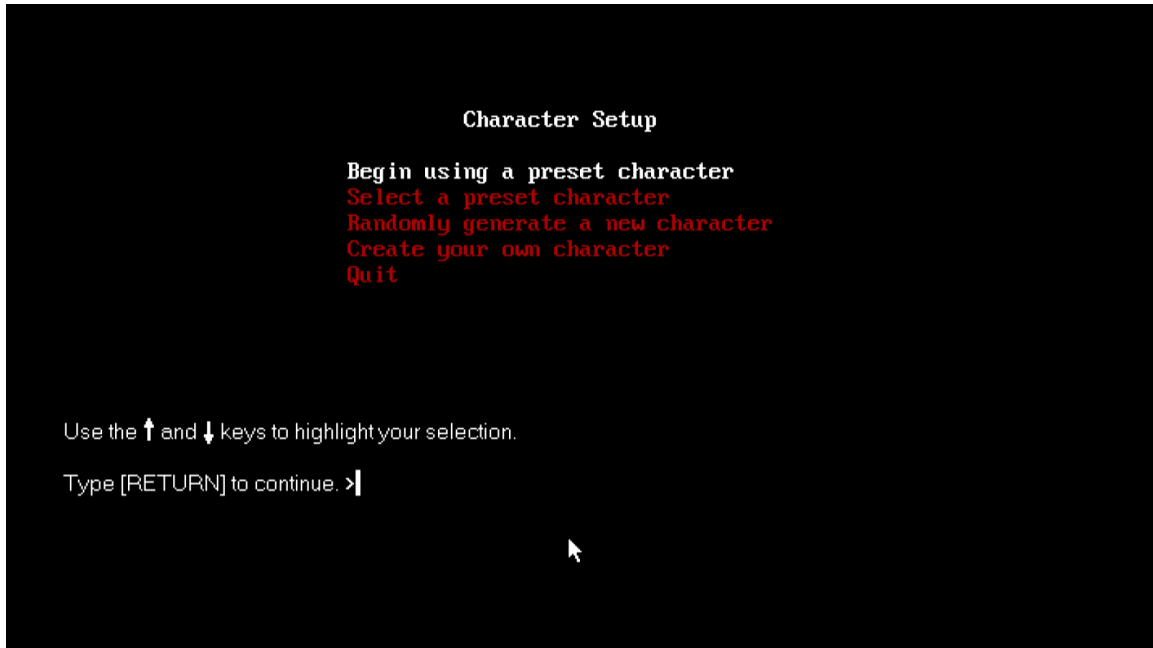 Character Setup
Begin using a preset character
Select a preset character
Randomly generate a new character
Create your own character
Quit
Use the ↑ and ↓ keys to highlight your selection.
Type [RETURN] to continue. >